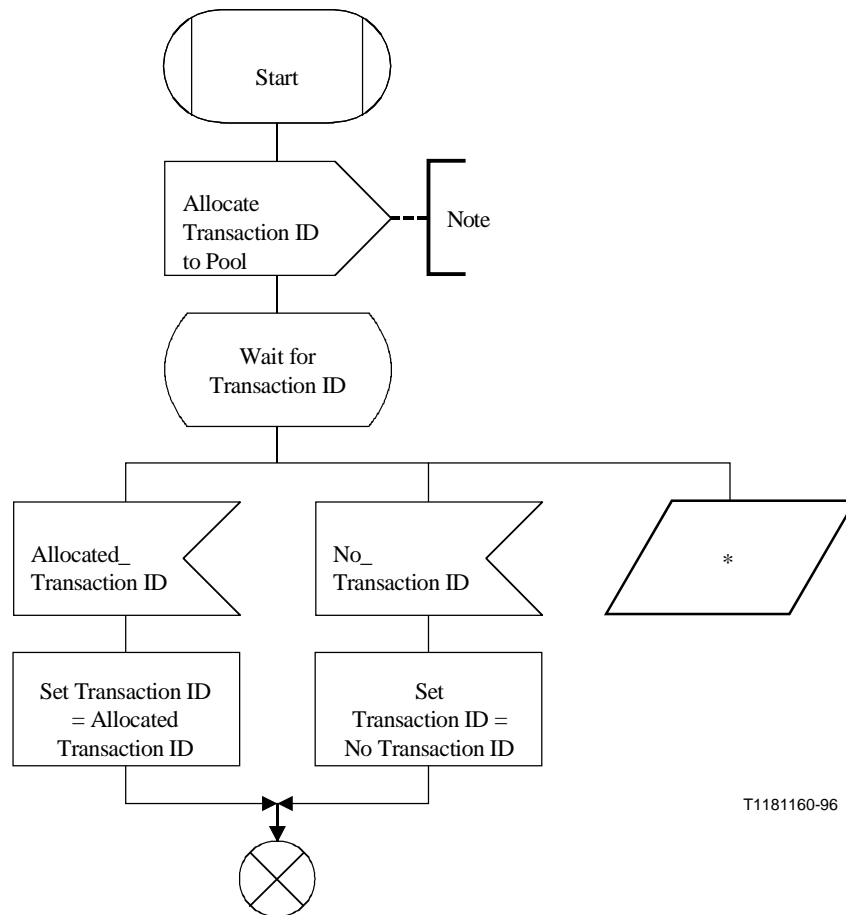 Start
Allocate
Transaction ID
to Pool
Note
Wait for
Transaction ID
Allocated_
Transaction ID
No_
Transaction ID
*
Set Transaction ID
= Allocated
Transaction ID
Set
Transaction ID =
No Transaction ID
T1181160-96